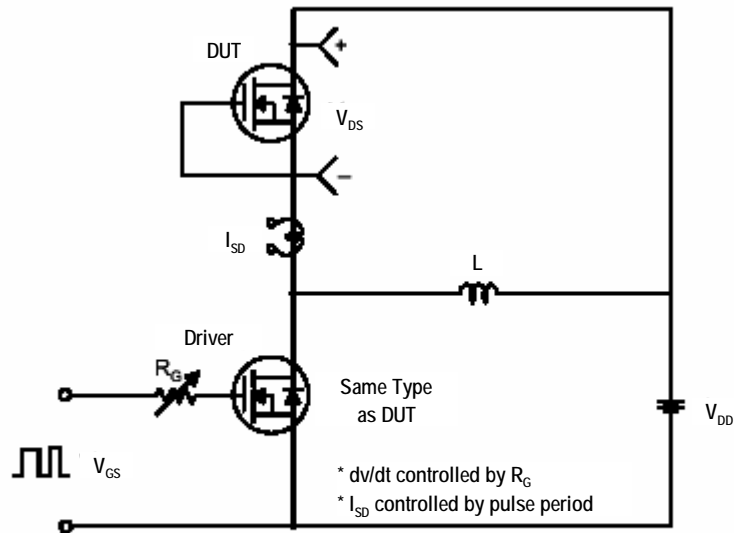 DUT
+
V_DS
−
I_SD
L
Driver
R_G
Same Type
as DUT
V_DD
V_GS
* dv/dt controlled by R_G
* I_SD controlled by pulse period